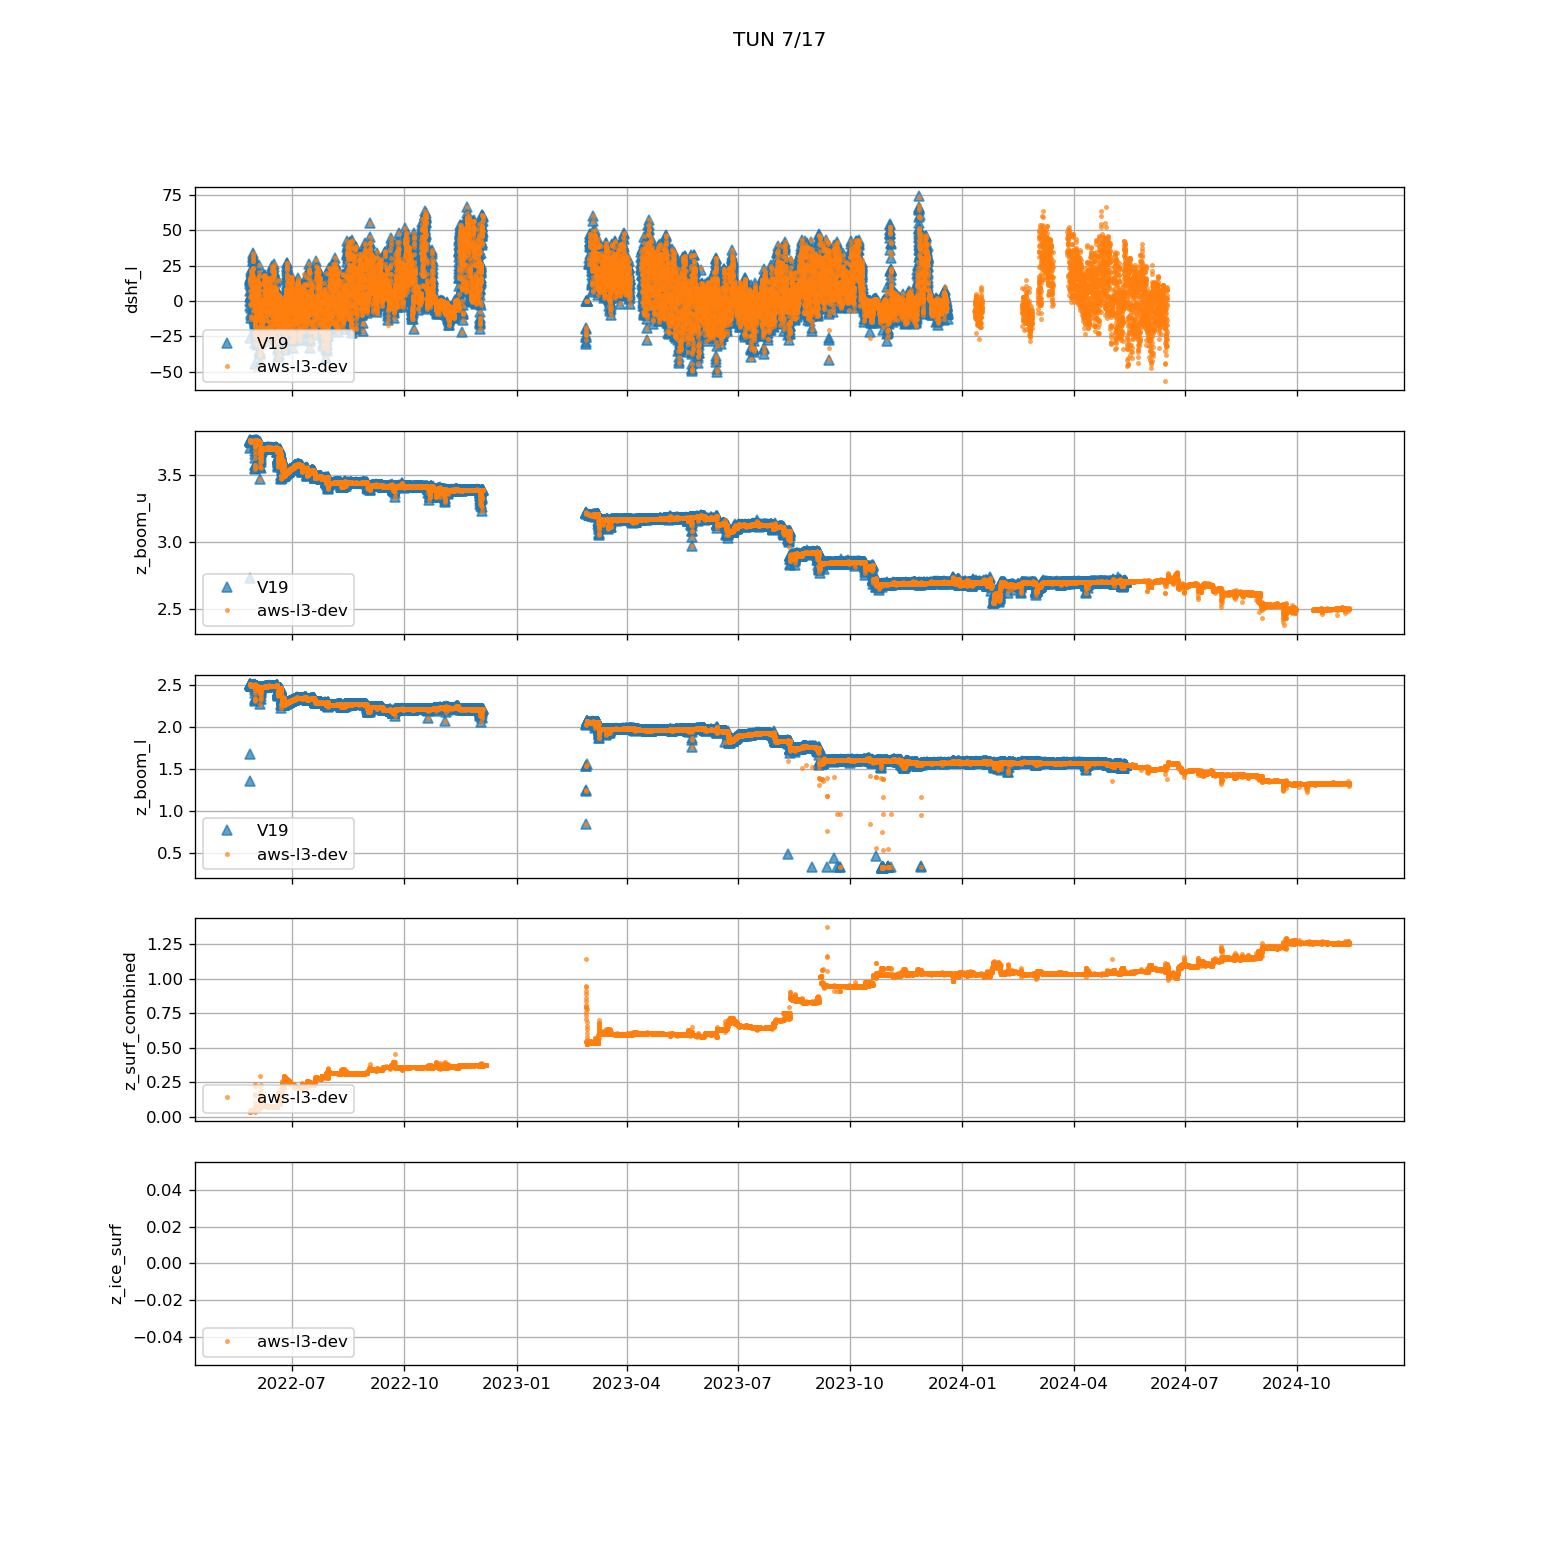 TUN 7/17
75
50
25
0
−25
−50
dshf_l
V19
aws-l3-dev
3.5
3.0
2.5
z_boom_u
V19
aws-l3-dev
2.5
2.0
1.5
1.0
0.5
z_boom_l
V19
aws-l3-dev
1.25
1.00
0.75
0.50
0.25
0.00
z_surf_combined
aws-l3-dev
0.04
0.02
0.00
−0.02
−0.04
z_ice_surf
aws-l3-dev
2022-07 2022-10 2023-01 2023-04 2023-07 2023-10 2024-01 2024-04 2024-07 2024-10